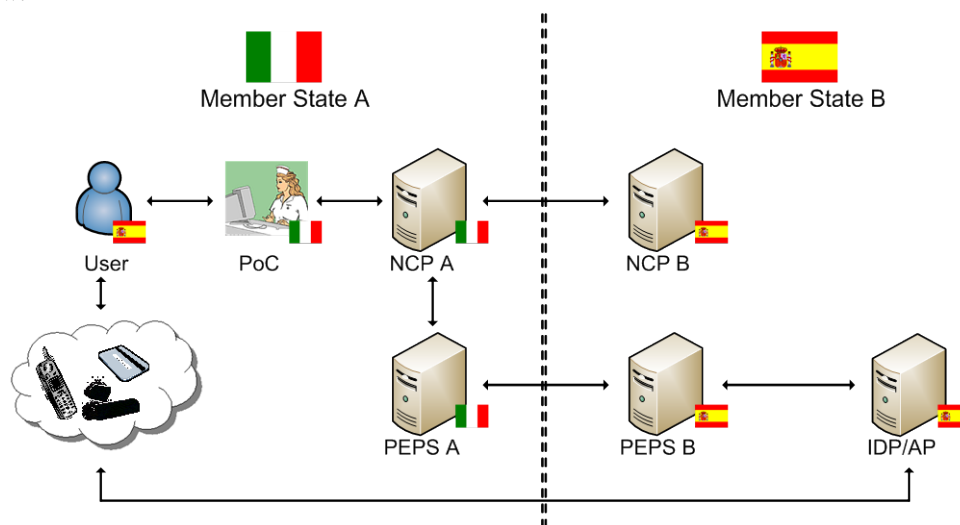 Member State A
Member State B
User
PoC
NCP A
NCP B
PEPS A
PEPS B
IDP/AP